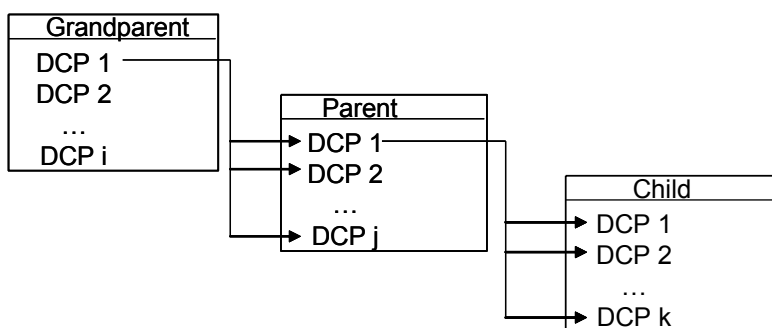 Grandparent
DCP 1
DCP 2
...
DCP i
Parent
DCP 1
DCP 2
...
DCP j
Child
DCP 1
DCP 2
...
DCP k